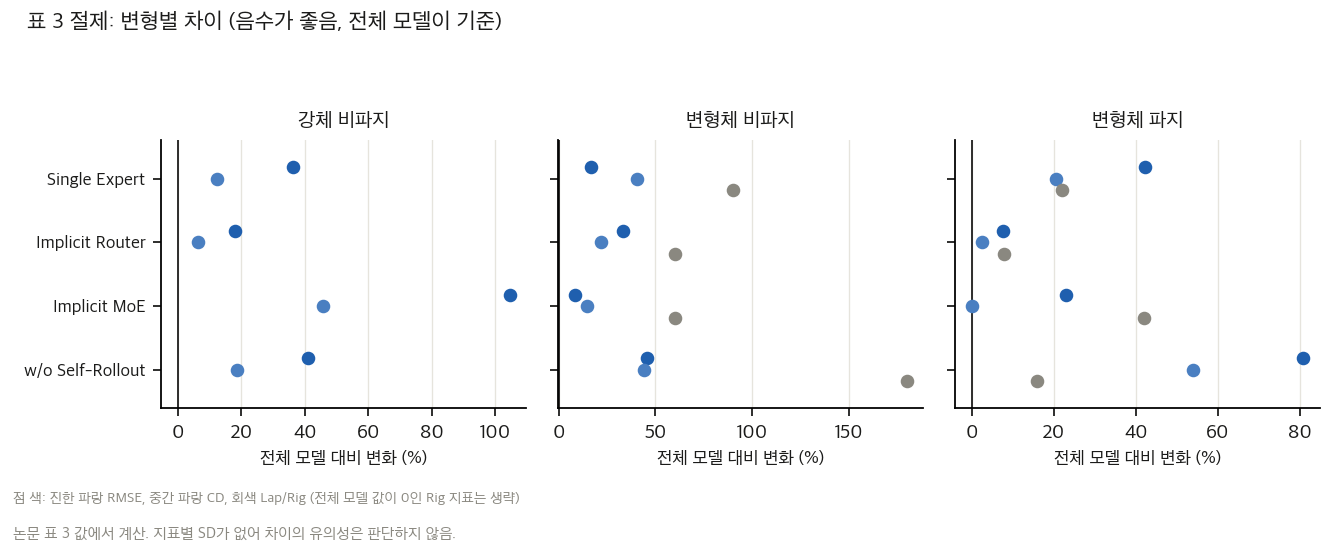 표 3 절제: 변형별 차이 (음수가 좋음, 전체 모델이 기준)
강체 비파지
변형체 비파지
변형체 파지
Single Expert
Implicit Router
Implicit MoE
w/o Self-Rollout
0 20 40 60 80 100
0 50 100 150
0 20 40 60 80
전체 모델 대비 변화 (%)
전체 모델 대비 변화 (%)
전체 모델 대비 변화 (%)
점 색: 진한 파랑 RMSE, 중간 파랑 CD, 회색 Lap/Rig (전체 모델 값이 0인 Rig 지표는 생략)
논문 표 3 값에서 계산. 지표별 SD가 없어 차이의 유의성은 판단하지 않음.